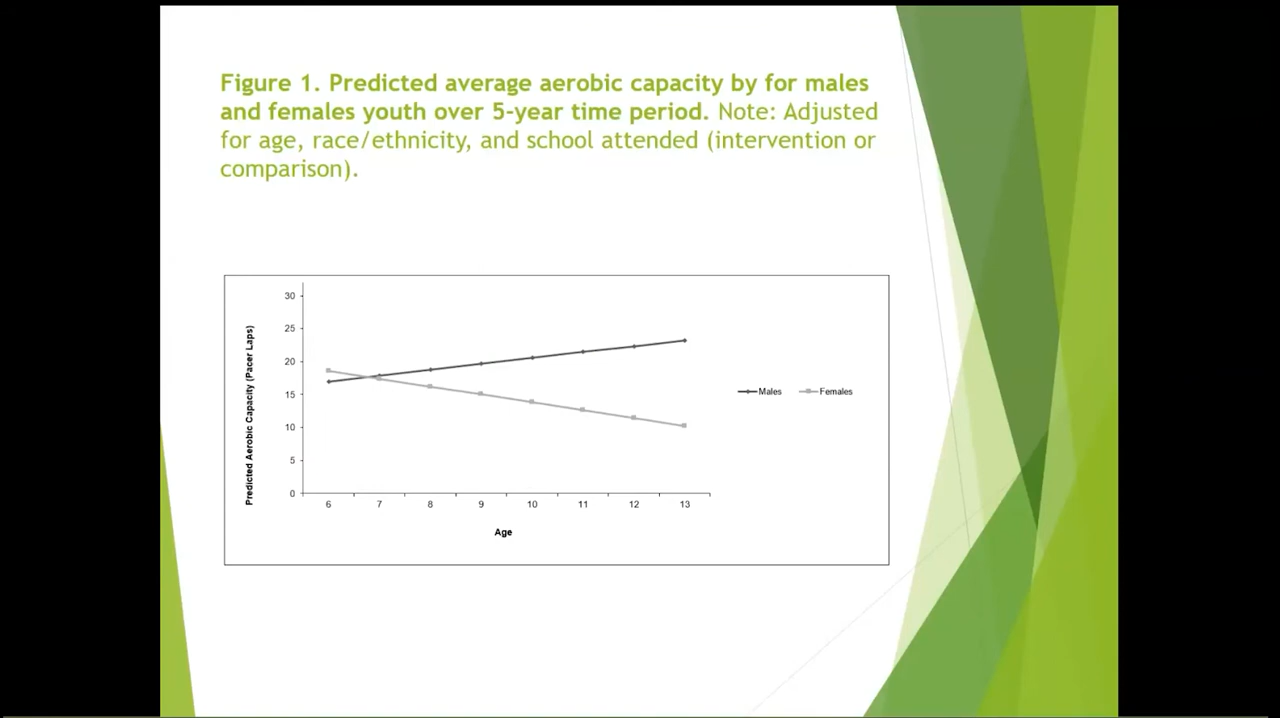 Figure 1. Predicted average aerobic capacity by for males
and females youth over 5-year time period. Note: Adjusted
for age, race/ethnicity, and school attended (intervention or
comparison).
Predicted Aerobic Capacity (Pacer Laps)
30
25
20
15
10
5
0
6 7 8 9 10 11 12 13
Age
Males Females